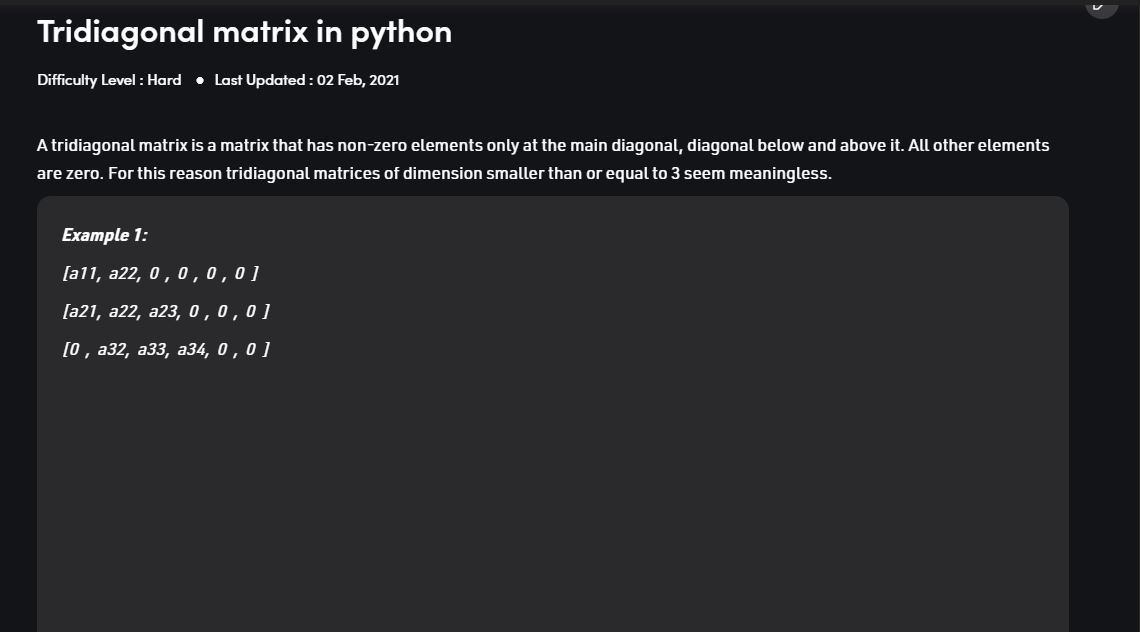 Tridiagonal matrix in python
Difficulty Level : Hard ● Last Updated : 02 Feb, 2021
A tridiagonal matrix is a matrix that has non-zero elements only at the main diagonal, diagonal below and above it. All other elements
are zero. For this reason tridiagonal matrices of dimension smaller than or equal to 3 seem meaningless.
Example 1:
[a11, a22, 0 , 0 , 0 , 0 ]
[a21, a22, a23, 0 , 0 , 0 ]
[0 , a32, a33, a34, 0 , 0 ]